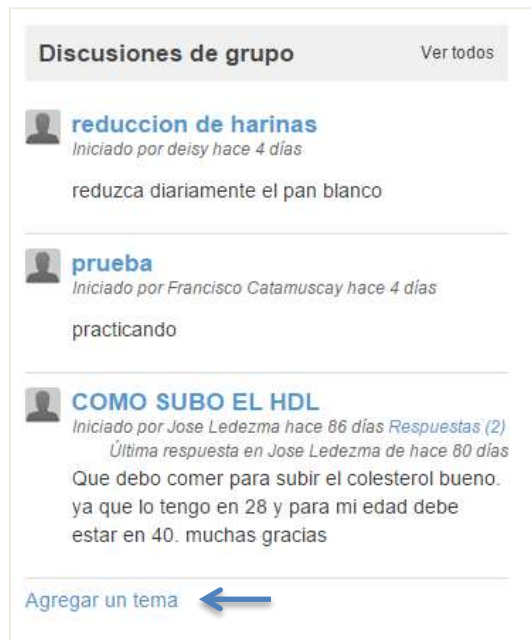 Discusiones de grupo Ver todos
reduccion de harinas
Iniciado por deisy hace 4 días
reduzca diariamente el pan blanco
prueba
Iniciado por Francisco Catamuscay hace 4 días
practicando
COMO SUBO EL HDL
Iniciado por Jose Ledezma hace 86 días Respuestas (2)
Última respuesta en Jose Ledezma de hace 80 días
Que debo comer para subir el colesterol bueno.
ya que lo tengo en 28 y para mi edad debe
estar en 40. muchas gracias
Agregar un tema